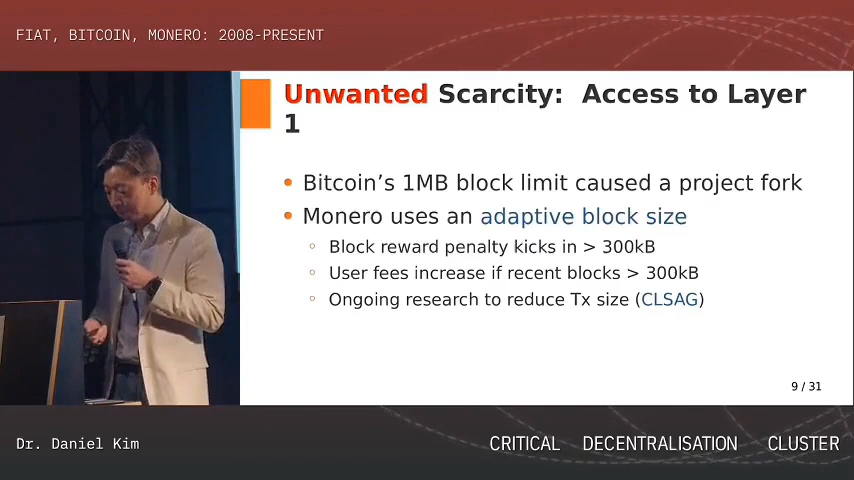 FIAT, BITCOIN, MONERO: 2008-PRESENT
Unwanted Scarcity: Access to Layer
1
• Bitcoin’s 1MB block limit caused a project fork
• Monero uses an adaptive block size
◦ Block reward penalty kicks in > 300kB
◦ User fees increase if recent blocks > 300kB
◦ Ongoing research to reduce Tx size (CLSAG)
9 / 31
Dr. Daniel Kim
CRITICAL DECENTRALISATION CLUSTER